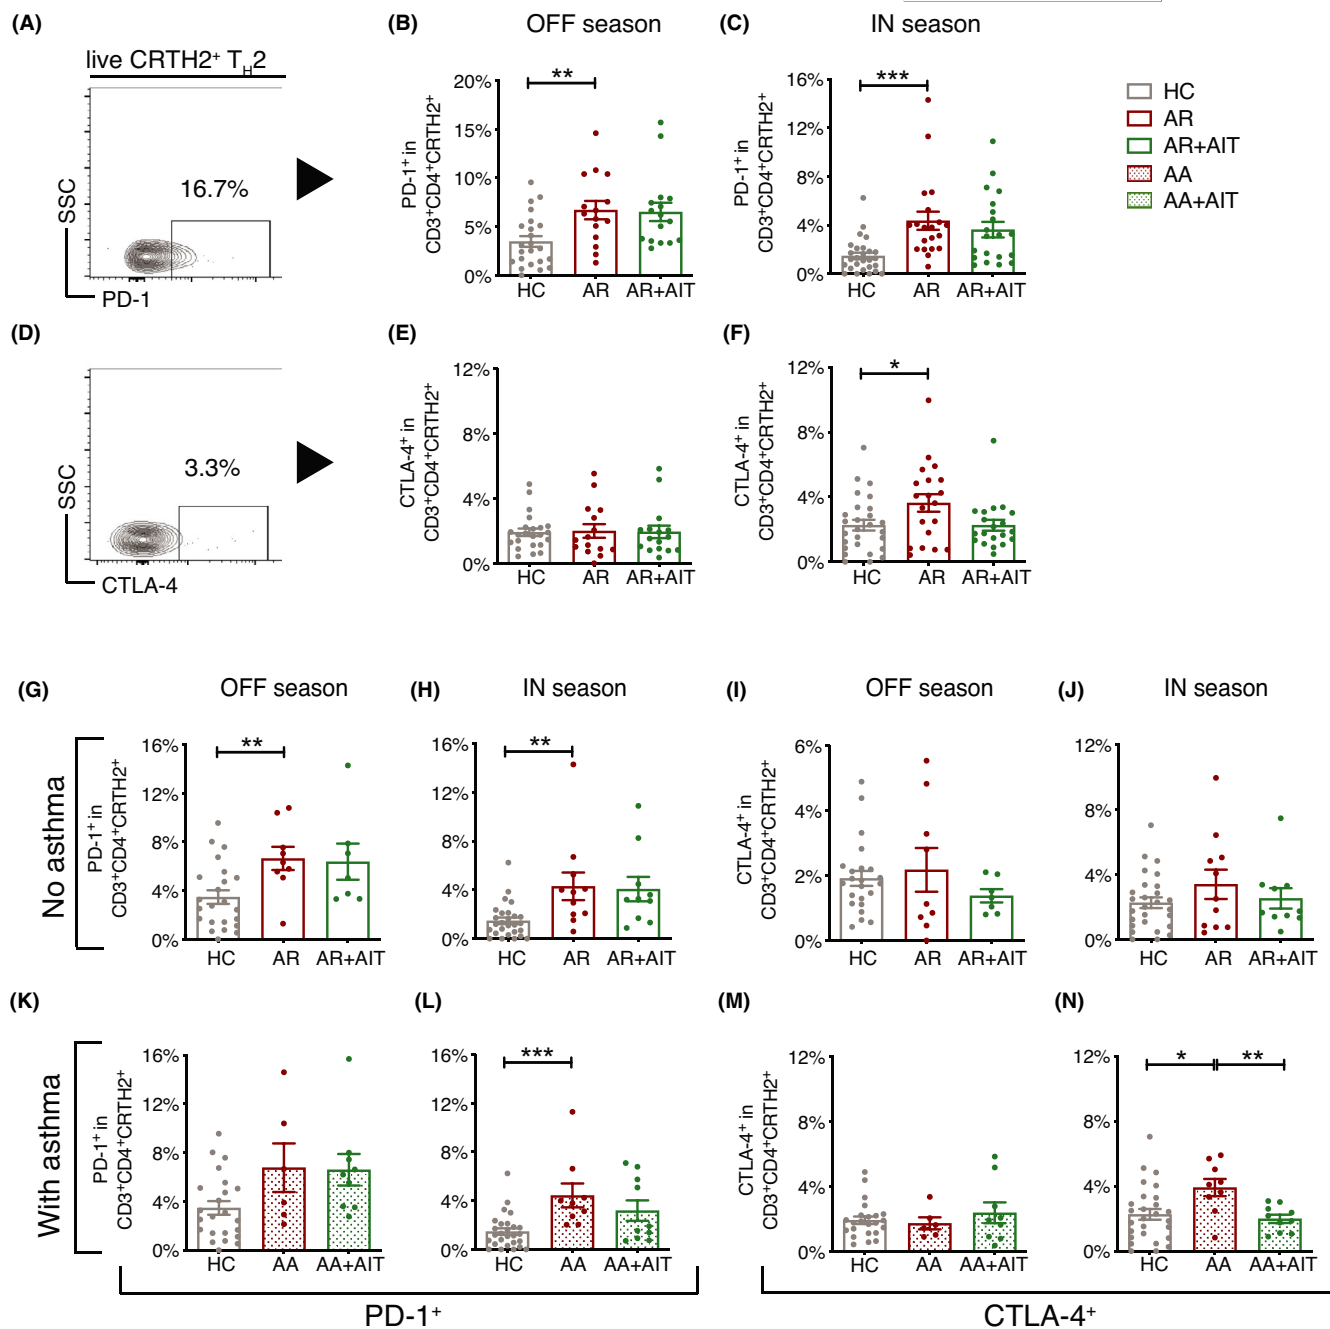 (A)
live CRTH2⁺ T_H2
16.7%
SSC
PD-1
(B)
OFF season
**
PD-1⁺ in
CD3⁺CD4⁺CRTH2⁺
20%
15%
10%
5%
0%
HC AR AR+AIT
(C)
IN season
***
PD-1⁺ in
CD3⁺CD4⁺CRTH2⁺
16%
12%
8%
4%
0%
HC AR AR+AIT
HC
AR
AR+AIT
AA
AA+AIT
(D)
3.3%
SSC
CTLA-4
(E)
CTLA-4⁺ in
CD3⁺CD4⁺CRTH2⁺
12%
8%
4%
0%
HC AR AR+AIT
(F)
*
CTLA-4⁺ in
CD3⁺CD4⁺CRTH2⁺
12%
8%
4%
0%
HC AR AR+AIT
No asthma
(G)
OFF season
**
PD-1⁺ in
CD3⁺CD4⁺CRTH2⁺
16%
12%
8%
4%
0%
HC AR AR+AIT
(H)
IN season
**
16%
12%
8%
4%
0%
HC AR AR+AIT
(I)
OFF season
CTLA-4⁺ in
CD3⁺CD4⁺CRTH2⁺
6%
4%
2%
0%
HC AR AR+AIT
(J)
IN season
12%
8%
4%
0%
HC AR AR+AIT
With asthma
(K)
PD-1⁺ in
CD3⁺CD4⁺CRTH2⁺
16%
12%
8%
4%
0%
HC AA AA+AIT
(L)
***
16%
12%
8%
4%
0%
HC AA AA+AIT
(M)
CTLA-4⁺ in
CD3⁺CD4⁺CRTH2⁺
12%
8%
4%
0%
HC AA AA+AIT
(N)
* **
12%
8%
4%
0%
HC AA AA+AIT
PD-1⁺
CTLA-4⁺